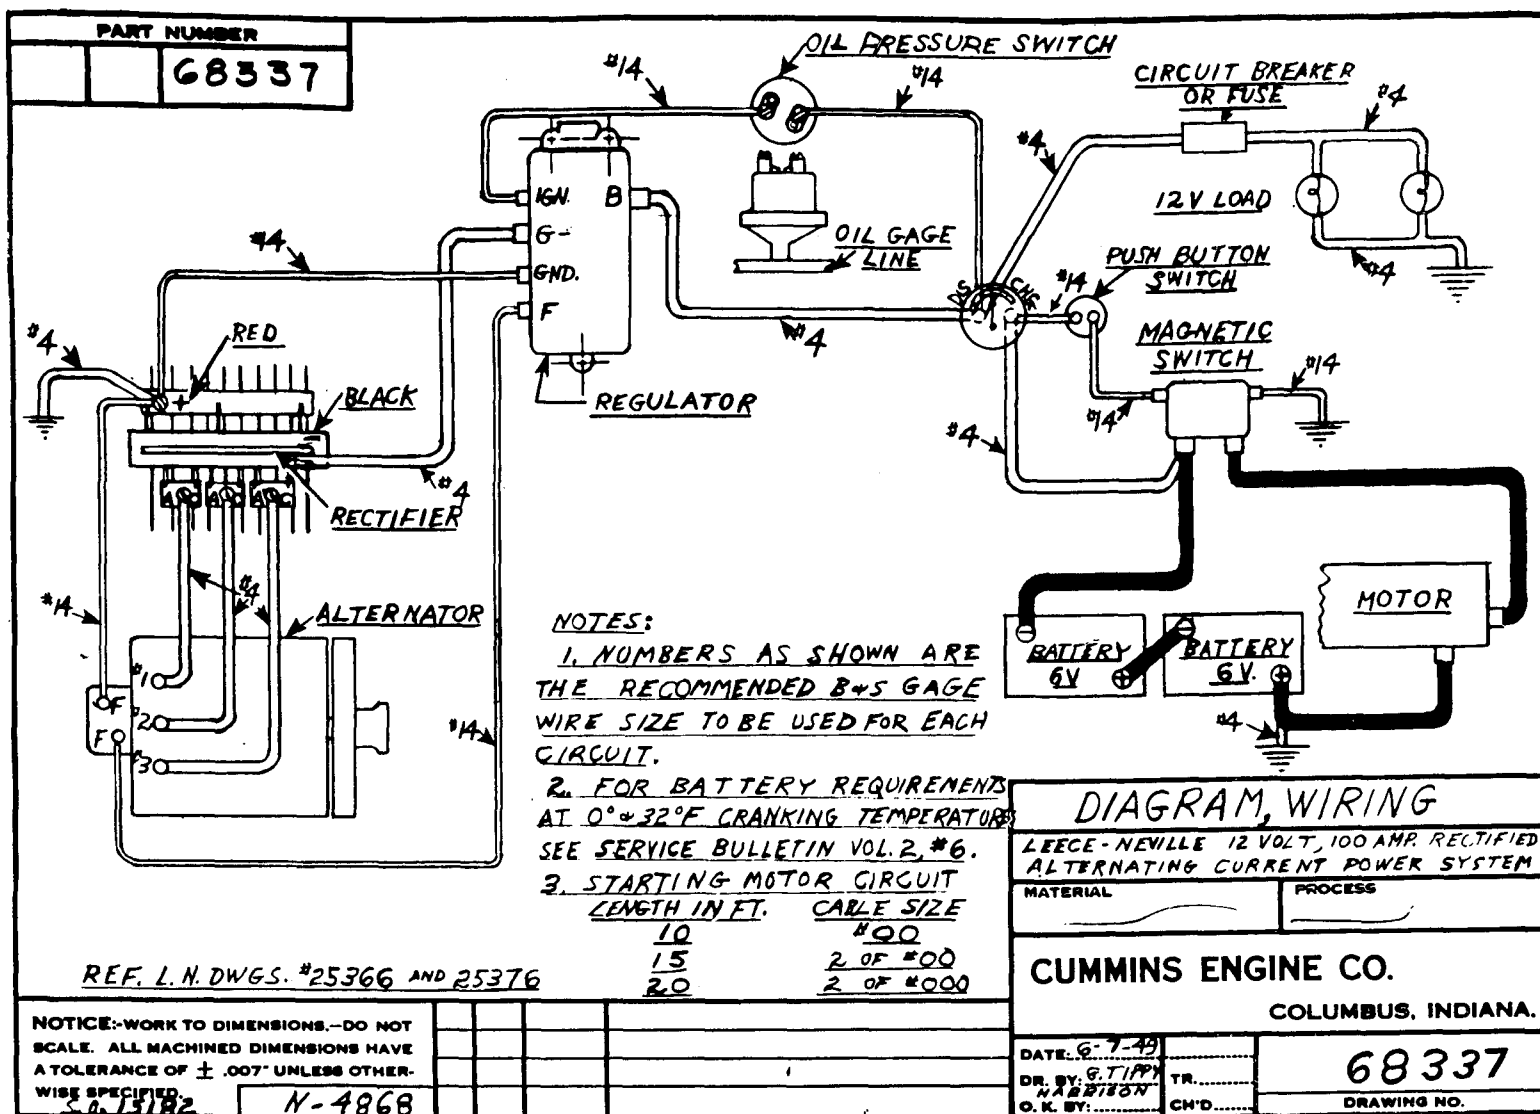 PART NUMBER
68337
OIL PRESSURE SWITCH
#14
#14
CIRCUIT BREAKER
OR FUSE
#4
#4
IGN.
B
12V LOAD
G-
OIL GAGE
LINE
#4
#14
GND.
PUSH BUTTON
SWITCH
F
CHG
#14
#4
RED
#4
MAGNETIC
SWITCH
#14
+
BLACK
REGULATOR
#14
-
#4
#4
A C
A C
A C
RECTIFIER
#4
#14
ALTERNATOR
MOTOR
NOTES:
1. NUMBERS AS SHOWN ARE
THE RECOMMENDED B&S GAGE
WIRE SIZE TO BE USED FOR EACH
CIRCUIT.
BATTERY
6V
BATTERY
6V.
#1
F
#2
F
#3
#14
#4
2. FOR BATTERY REQUIREMENTS
AT 0° & 32°F CRANKING TEMPERATURES
SEE SERVICE BULLETIN VOL. 2, #6.
3. STARTING MOTOR CIRCUIT
LENGTH IN FT. CABLE SIZE
10 #00
15 2 OF #00
20 2 OF #000
REF. L.N. DWGS. #25366 AND 25376
DIAGRAM, WIRING
LEECE-NEVILLE 12 VOLT, 100 AMP. RECTIFIED
ALTERNATING CURRENT POWER SYSTEM
MATERIAL
PROCESS
CUMMINS ENGINE CO.
COLUMBUS, INDIANA.
NOTICE:-WORK TO DIMENSIONS.-DO NOT
SCALE. ALL MACHINED DIMENSIONS HAVE
A TOLERANCE OF ± .007" UNLESS OTHER-
WISE SPECIFIED.
S.O. 15182
N-4868
DATE: 6-7-49
DR. BY: G. TIPPY
HARRISON
O. K. BY:
TR.
CH'D
68337
DRAWING NO.